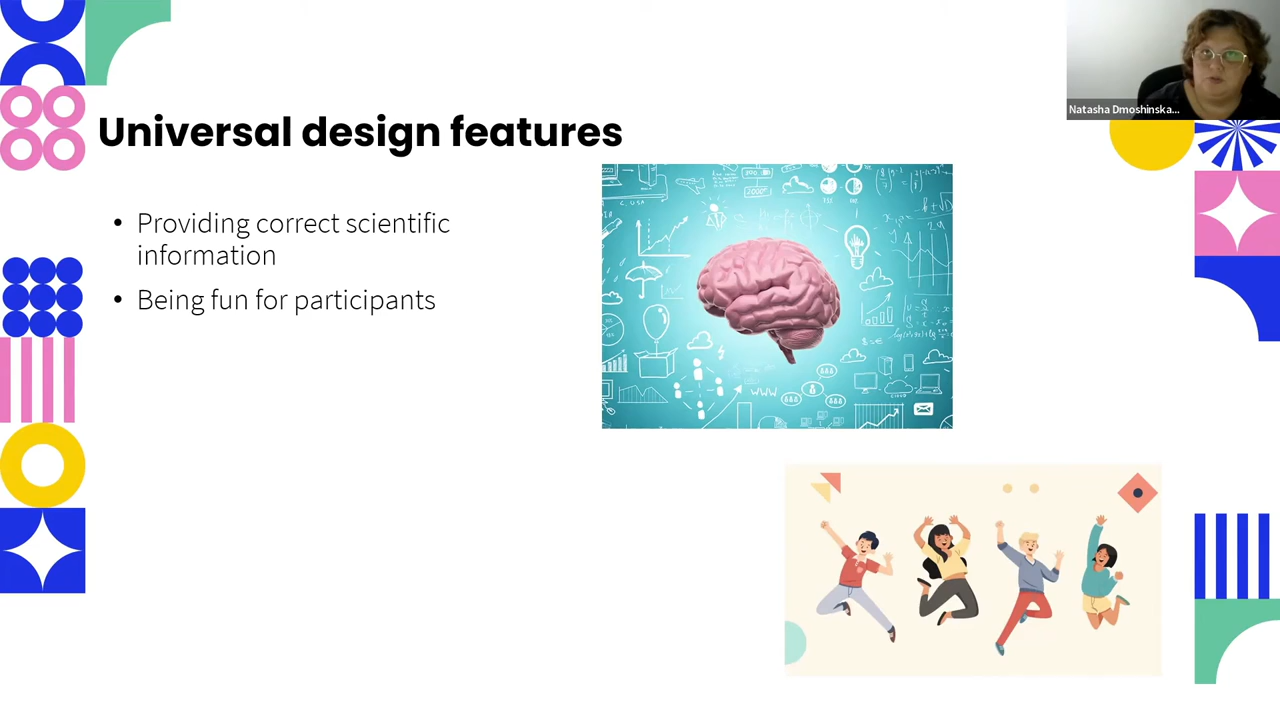 Natasha Dmoshinska...
Universal design features
• Providing correct scientific
information
• Being fun for participants